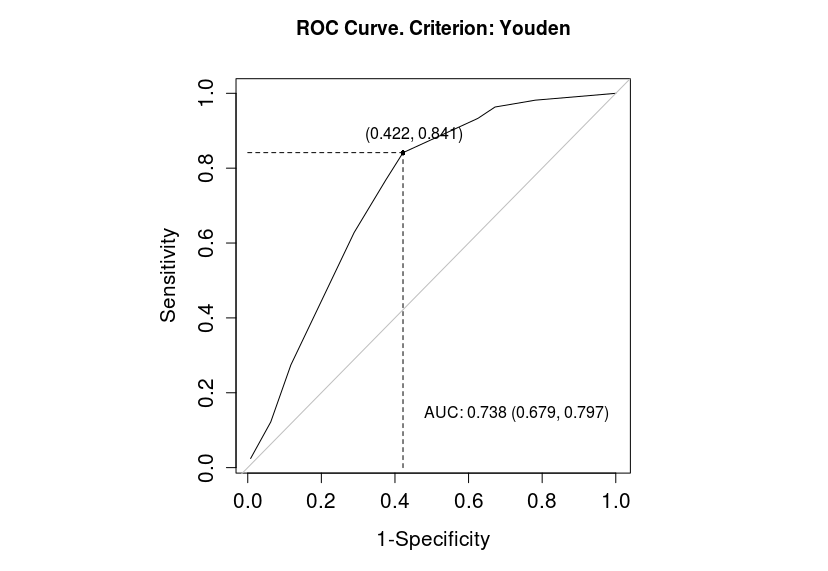 ROC Curve. Criterion: Youden
1.0
0.8
0.6
0.4
0.2
0.0
Sensitivity
(0.422, 0.841)
AUC: 0.738 (0.679, 0.797)
0.0 0.2 0.4 0.6 0.8 1.0
1-Specificity